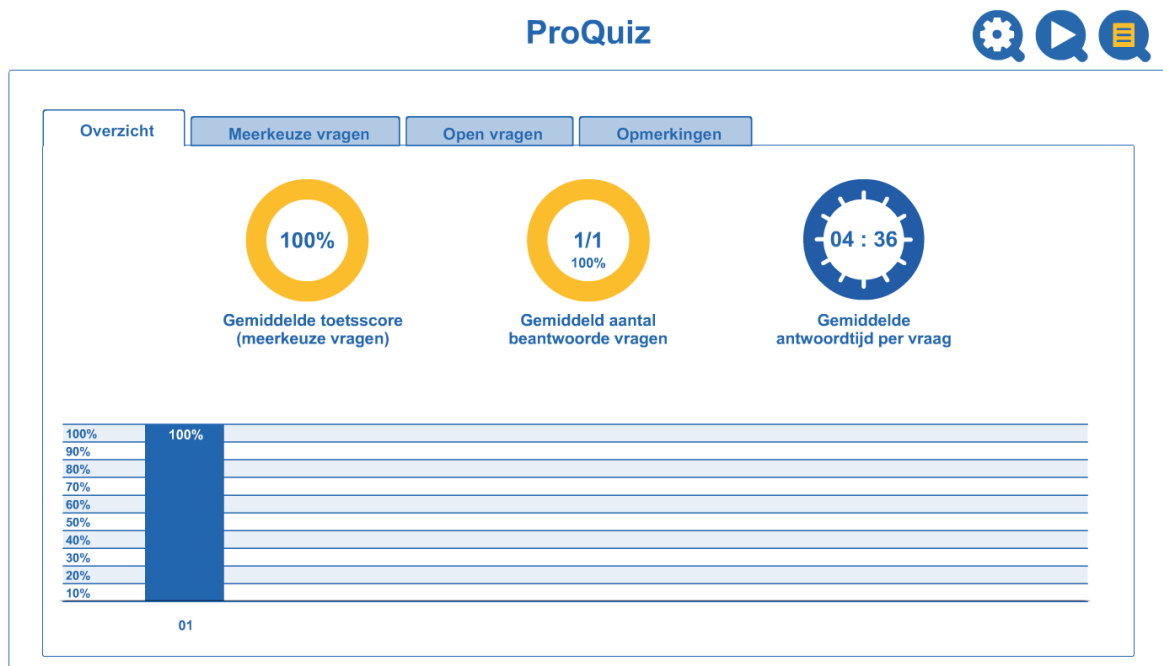 ProQuiz
Overzicht
Meerkeuze vragen
Open vragen
Opmerkingen
100%
1/1
100%
04 : 36
Gemiddelde toetsscore
(meerkeuze vragen)
Gemiddeld aantal
beantwoorde vragen
Gemiddelde
antwoordtijd per vraag
100%
100%
90%
80%
70%
60%
50%
40%
30%
20%
10%
01